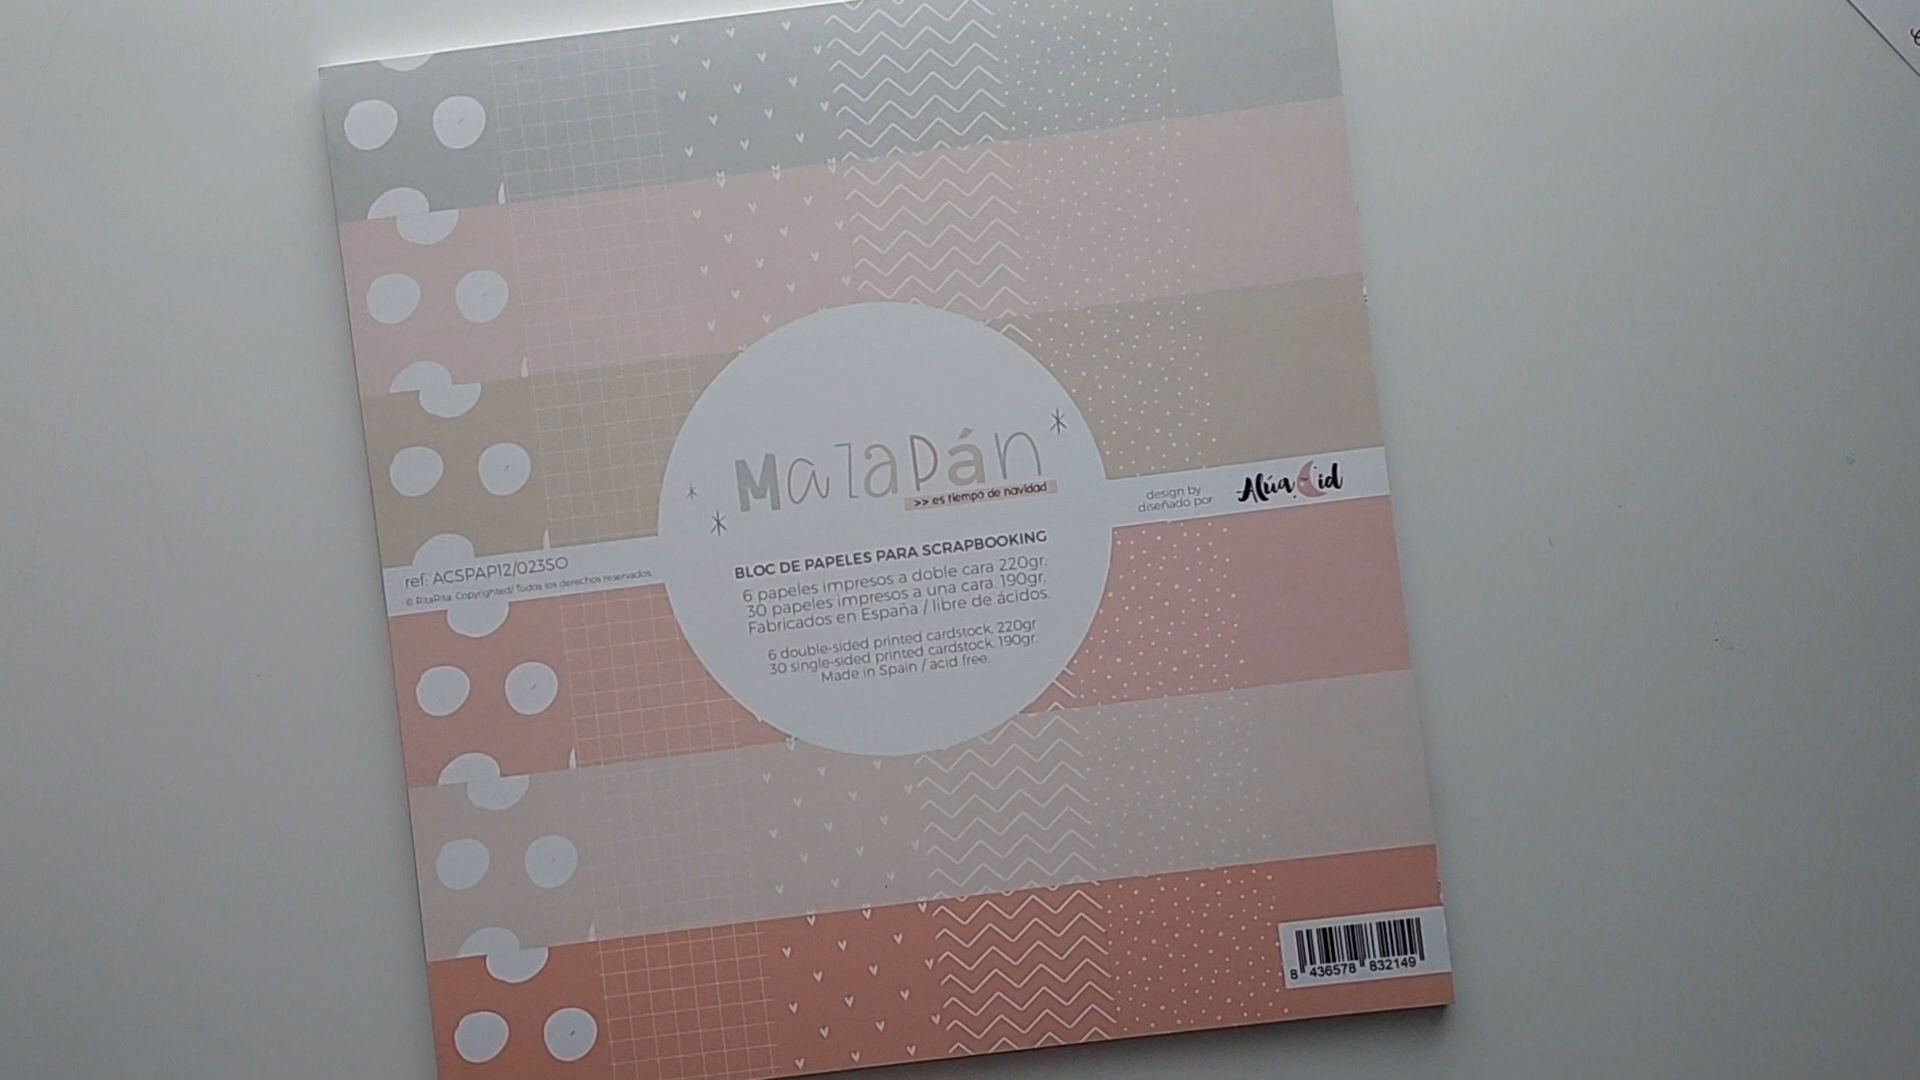 Mazapán
>> es tiempo de navidad
design by
diseñado por
Alúa Cid
BLOC DE PAPELES PARA SCRAPBOOKING
6 papeles impresos a doble cara 220gr.
30 papeles impresos a una cara. 190gr.
Fabricados en España / libre de ácidos.
6 double-sided printed cardstock. 220gr
30 single-sided printed cardstock. 190gr.
Made in Spain / acid free.
ref: ACSPAP12/023SO
© RitaRita. Copyrighted/ Todos los derechos reservados.
8 436578 832149